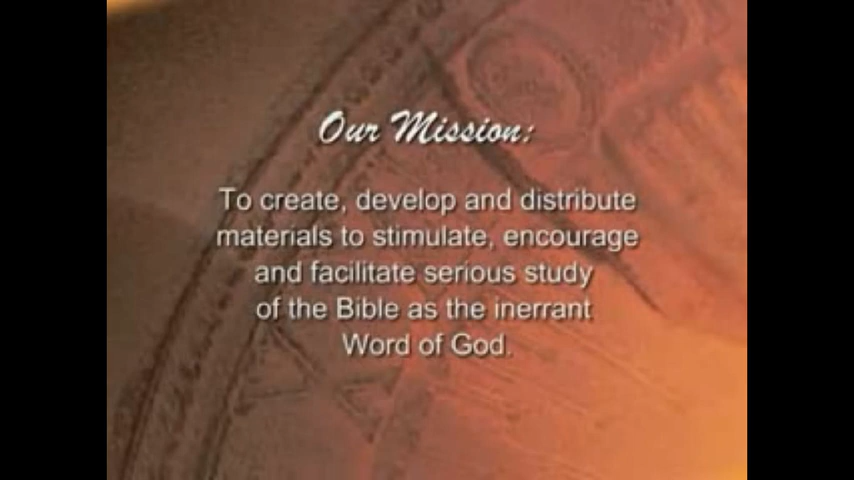 Our Mission:
To create, develop and distribute
materials to stimulate, encourage
and facilitate serious study
of the Bible as the inerrant
Word of God.